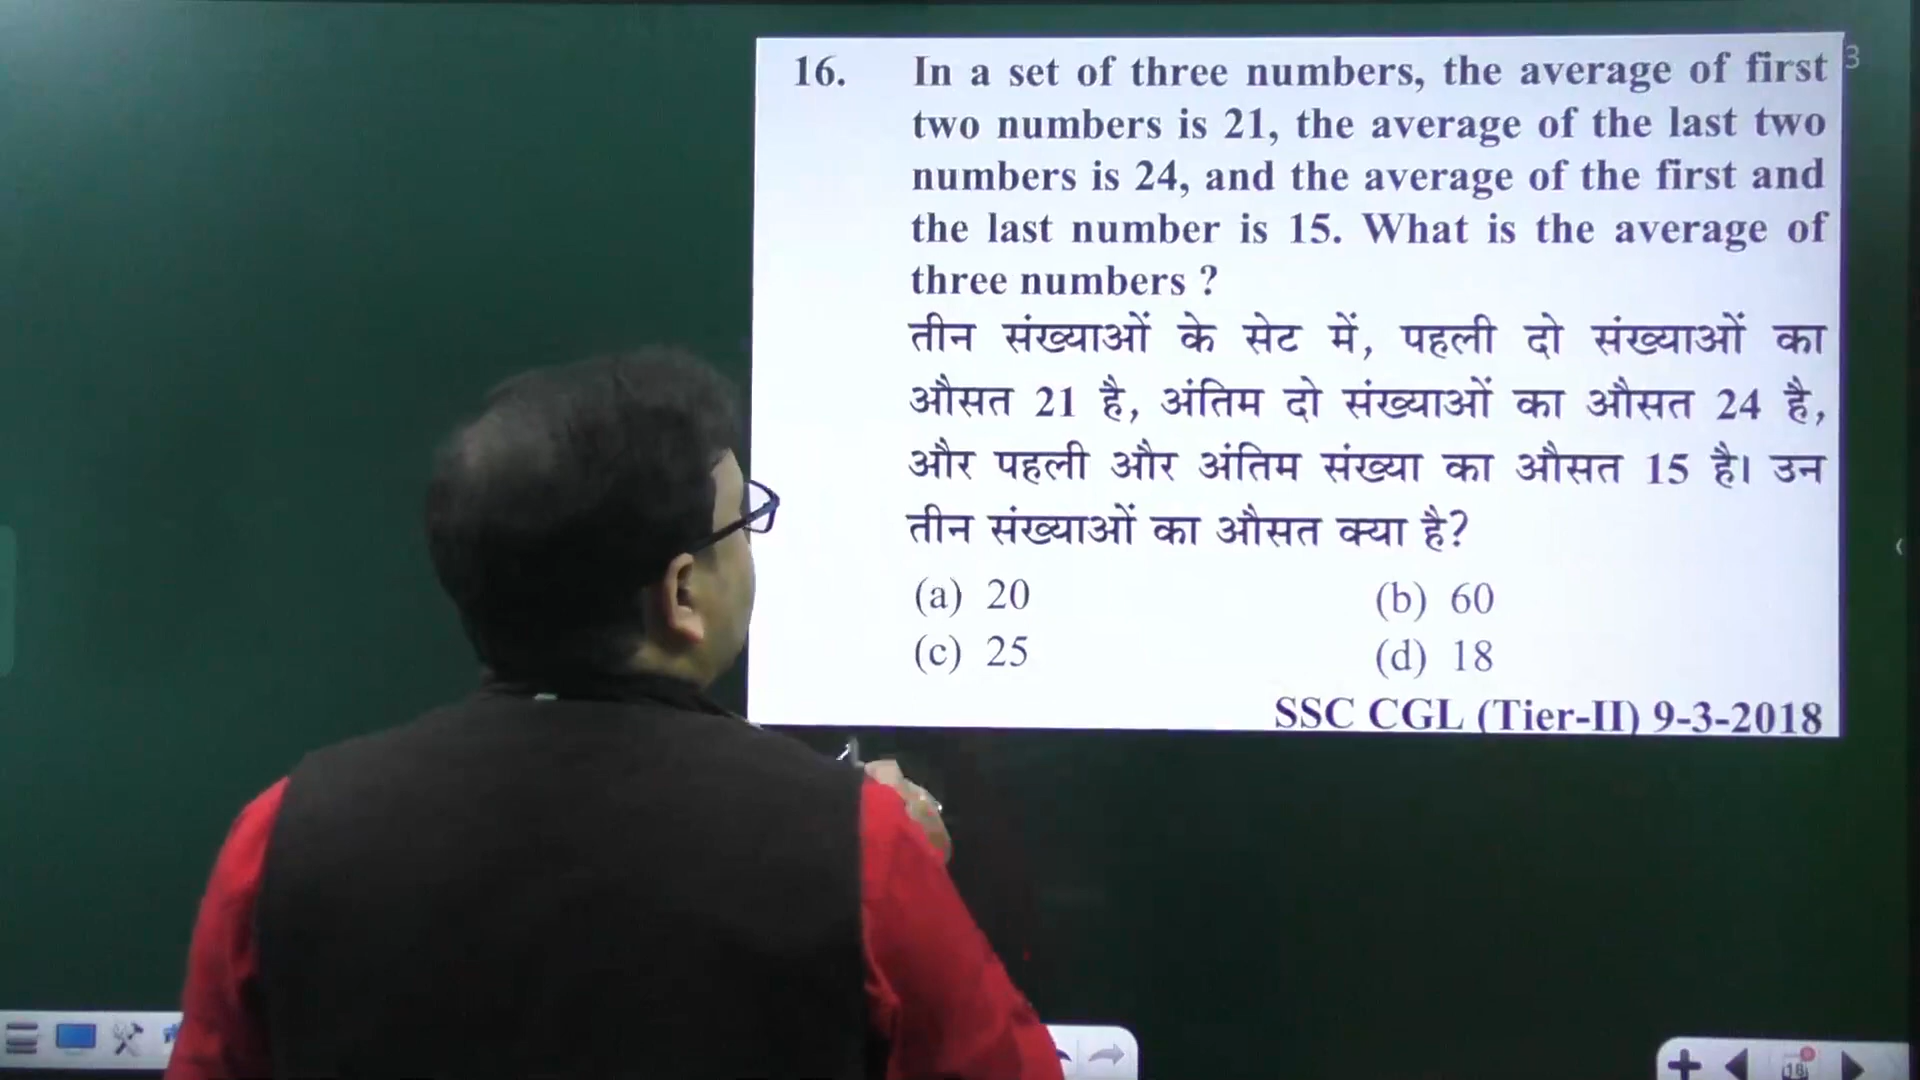 16. In a set of three numbers, the average of first
two numbers is 21, the average of the last two
numbers is 24, and the average of the first and
the last number is 15. What is the average of
three numbers ?
तीन संख्याओं के सेट में, पहली दो संख्याओं का
औसत 21 है, अंतिम दो संख्याओं का औसत 24 है,
और पहली और अंतिम संख्या का औसत 15 है। उन
तीन संख्याओं का औसत क्या है?
(a) 20 (b) 60
(c) 25 (d) 18
SSC CGL (Tier-II) 9-3-2018
3
18